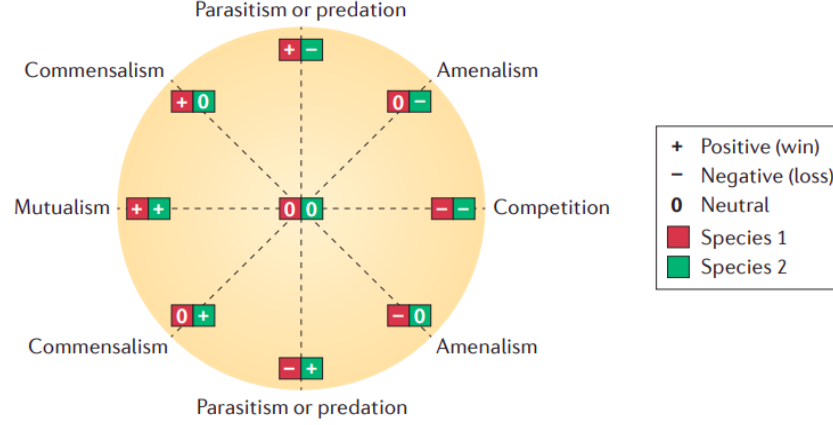 Parasitism or predation
+ −
Commensalism
Amenalism
+ 0
0 −
Mutualism
+ +
0 0
− −
Competition
0 +
− 0
Commensalism
Amenalism
− +
Parasitism or predation
+ Positive (win)
− Negative (loss)
0 Neutral
Species 1
Species 2